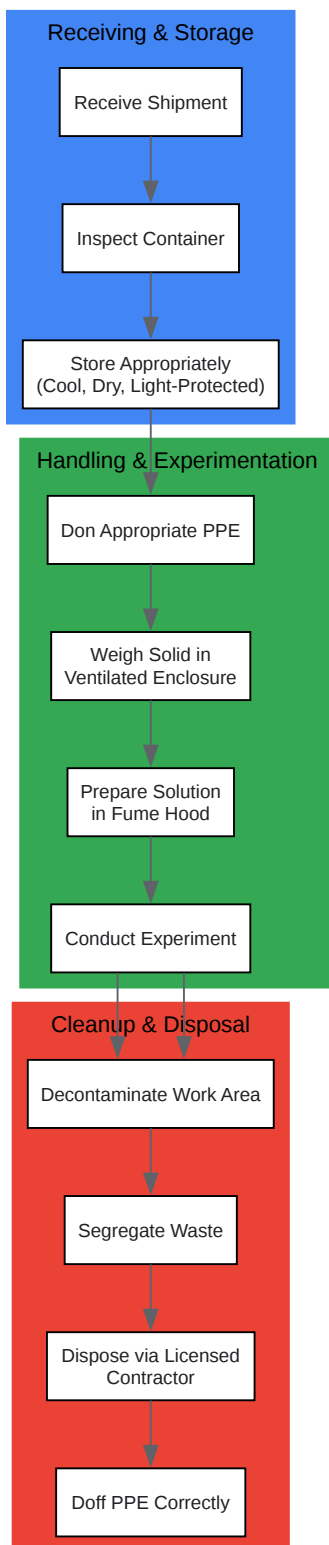 Receiving & Storage
Receive Shipment
Inspect Container
Store Appropriately
(Cool, Dry, Light-Protected)
Handling & Experimentation
Don Appropriate PPE
Weigh Solid in
Ventilated Enclosure
Prepare Solution
in Fume Hood
Conduct Experiment
Cleanup & Disposal
Decontaminate Work Area
Segregate Waste
Dispose via Licensed
Contractor
Doff PPE Correctly